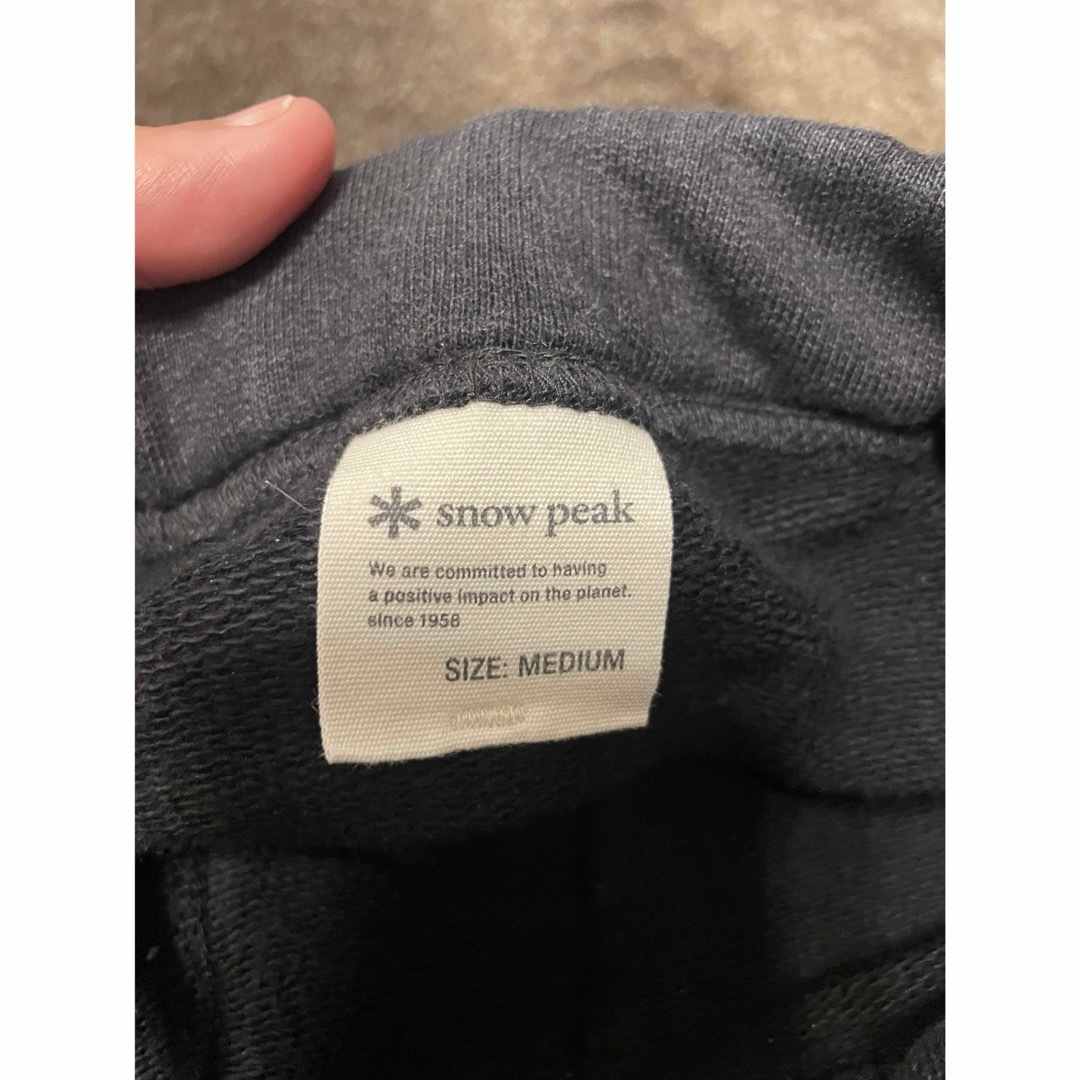 snow peak
We are committed to having
a positive impact on the planet.
since 1958
SIZE: MEDIUM